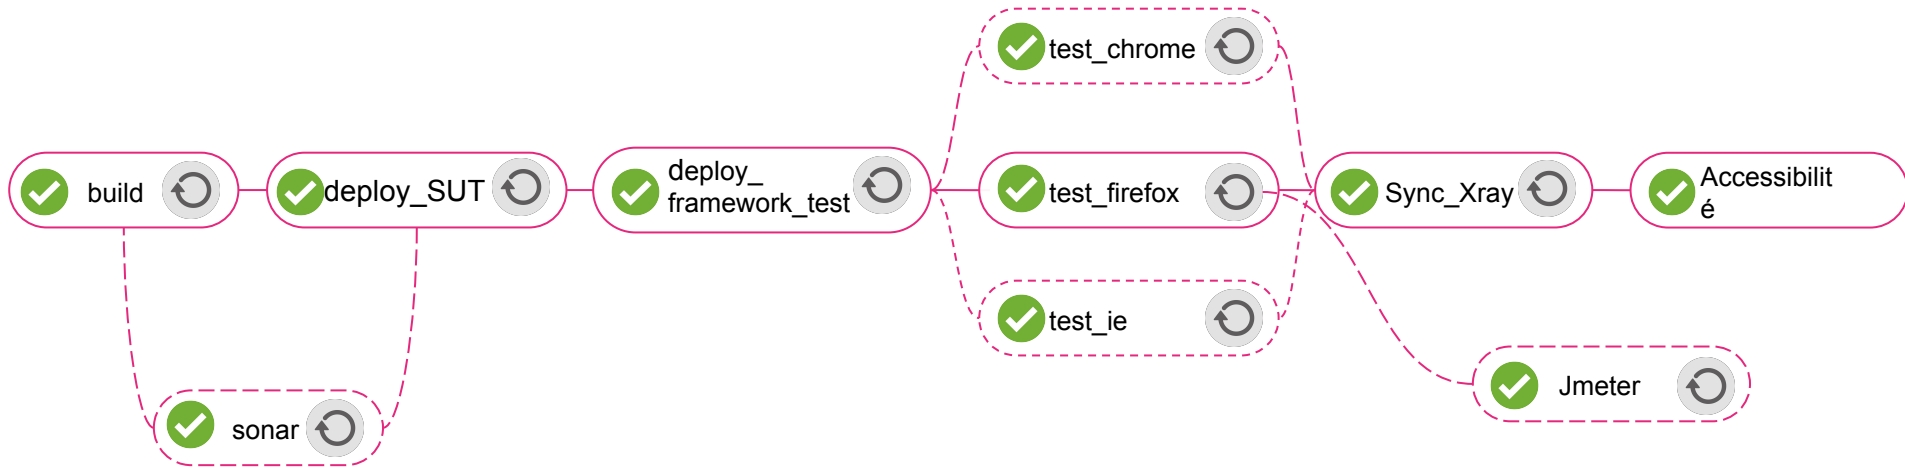 build
deploy_SUT
deploy_
framework_test
test_chrome
test_firefox
test_ie
Sync_Xray
Accessibilit
é
sonar
Jmeter